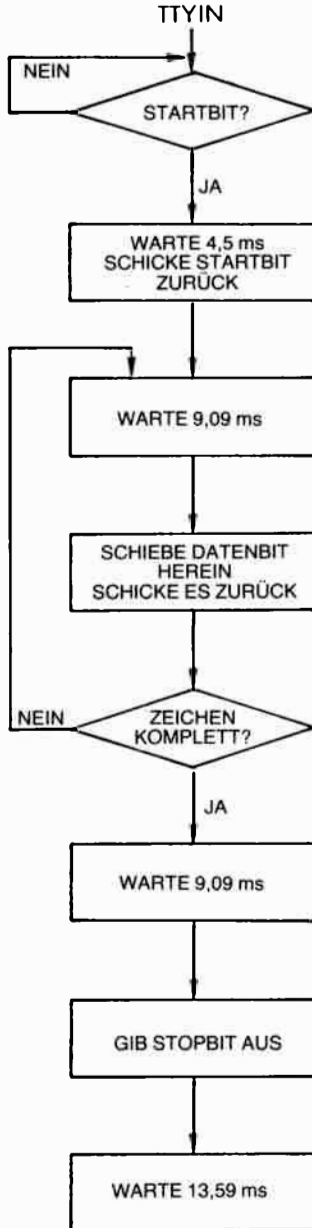 TTYIN
NEIN
STARTBIT?
JA
WARTE 4,5 ms
SCHICKE STARTBIT
ZURÜCK
WARTE 9,09 ms
SCHIEBE DATENBIT
HEREIN
SCHICKE ES ZURÜCK
NEIN
ZEICHEN
KOMPLETT?
JA
WARTE 9,09 ms
GIB STOPBIT AUS
WARTE 13,59 ms